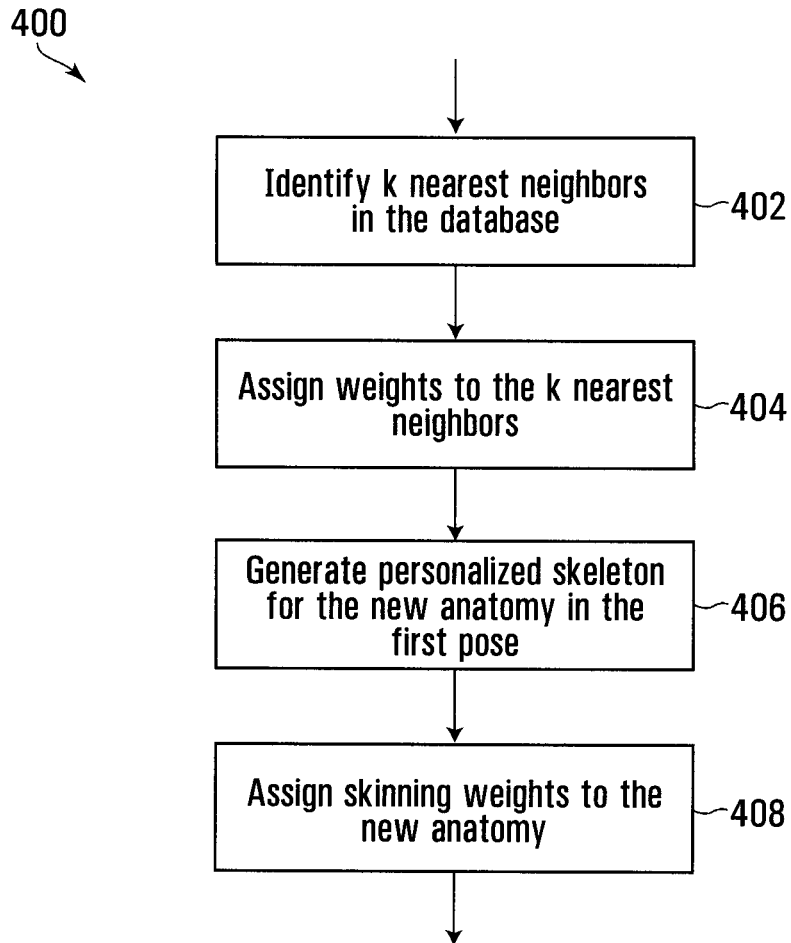 400
Identify k nearest neighbors
in the database
402
Assign weights to the k nearest
neighbors
404
Generate personalized skeleton
for the new anatomy in the
first pose
406
Assign skinning weights to the
new anatomy
408